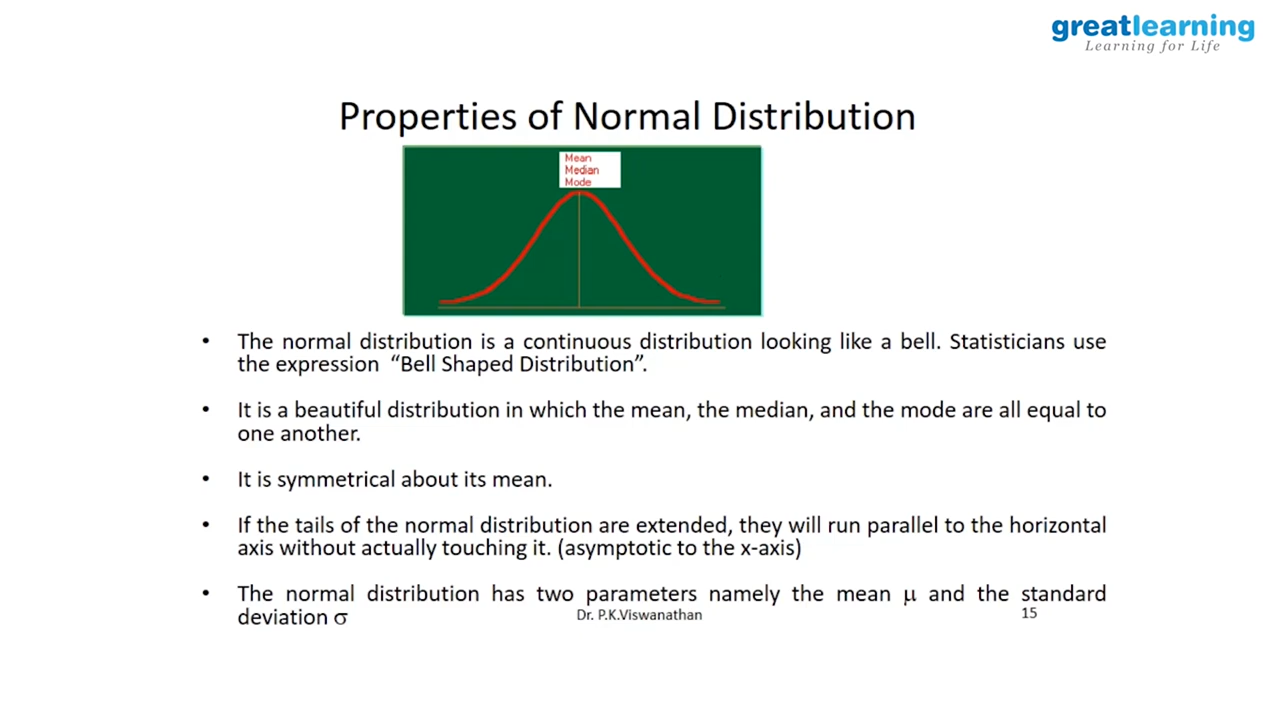 greatlearning
Learning for Life
Properties of Normal Distribution
Mean
Median
Mode
• The normal distribution is a continuous distribution looking like a bell. Statisticians use
the expression “Bell Shaped Distribution”.
• It is a beautiful distribution in which the mean, the median, and the mode are all equal to
one another.
• It is symmetrical about its mean.
• If the tails of the normal distribution are extended, they will run parallel to the horizontal
axis without actually touching it. (asymptotic to the x-axis)
• The normal distribution has two parameters namely the mean μ and the standard
deviation σ
Dr. P.K.Viswanathan
15